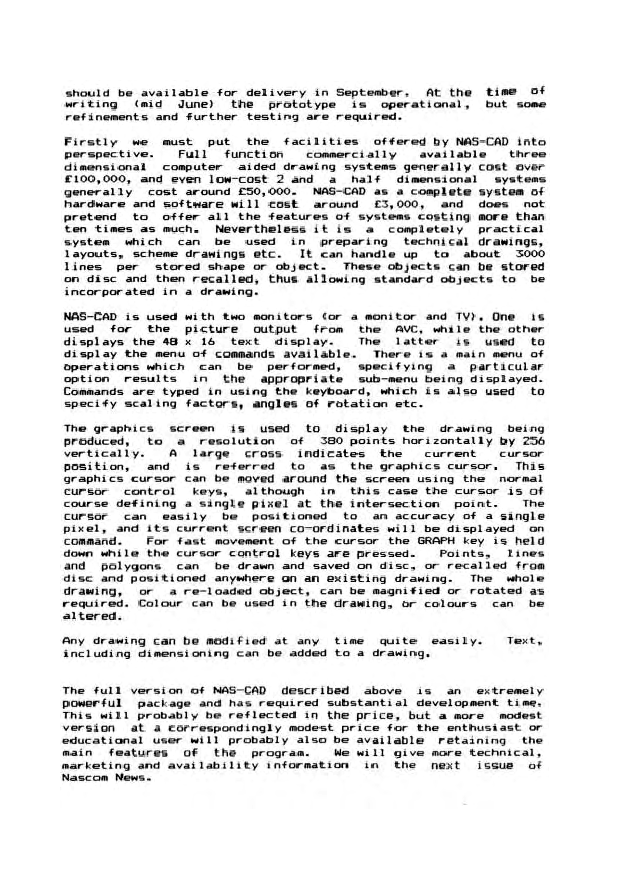 should be available for delivery in September. At the time of
writing (mid June) the prototype is operational, but some
refinements and further testing are required.
Firstly we must put the facilities offered by NAS-CAD into
perspective. Full function commercially available three
dimensional computer aided drawing systems generally cost over
£100,000, and even low-cost 2 and a half dimensional systems
generally cost around £50,000. NAS-CAD as a complete system of
hardware and software will cost around £3,000, and does not
pretend to offer all the features of systems costing more than
ten times as much. Nevertheless it is a completely practical
system which can be used in preparing technical drawings,
layouts, scheme drawings etc. It can handle up to about 3000
lines per stored shape or object. These objects can be stored
on disc and then recalled, thus allowing standard objects to be
incorporated in a drawing.
NAS-CAD is used with two monitors (or a monitor and TV). One is
used for the picture output from the AVC, while the other
displays the 48 x 16 text display. The latter is used to
display the menu of commands available. There is a main menu of
operations which can be performed, specifying a particular
option results in the appropriate sub-menu being displayed.
Commands are typed in using the keyboard, which is also used to
specify scaling factors, angles of rotation etc.
The graphics screen is used to display the drawing being
produced, to a resolution of 380 points horizontally by 256
vertically. A large cross indicates the current cursor
position, and is referred to as the graphics cursor. This
graphics cursor can be moved around the screen using the normal
cursor control keys, although in this case the cursor is of
course defining a single pixel at the intersection point. The
cursor can easily be positioned to an accuracy of a single
pixel, and its current screen co-ordinates will be displayed on
command. For fast movement of the cursor the GRAPH key is held
down while the cursor control keys are pressed. Points, lines
and polygons can be drawn and saved on disc, or recalled from
disc and positioned anywhere on an existing drawing. The whole
drawing, or a re-loaded object, can be magnified or rotated as
required. Colour can be used in the drawing, or colours can be
altered.
Any drawing can be modified at any time quite easily. Text,
including dimensioning can be added to a drawing.
The full version of NAS-CAD described above is an extremely
powerful package and has required substantial development time.
This will probably be reflected in the price, but a more modest
version at a correspondingly modest price for the enthusiast or
educational user will probably also be available retaining the
main features of the program. We will give more technical,
marketing and availability information in the next issue of
Nascom News.